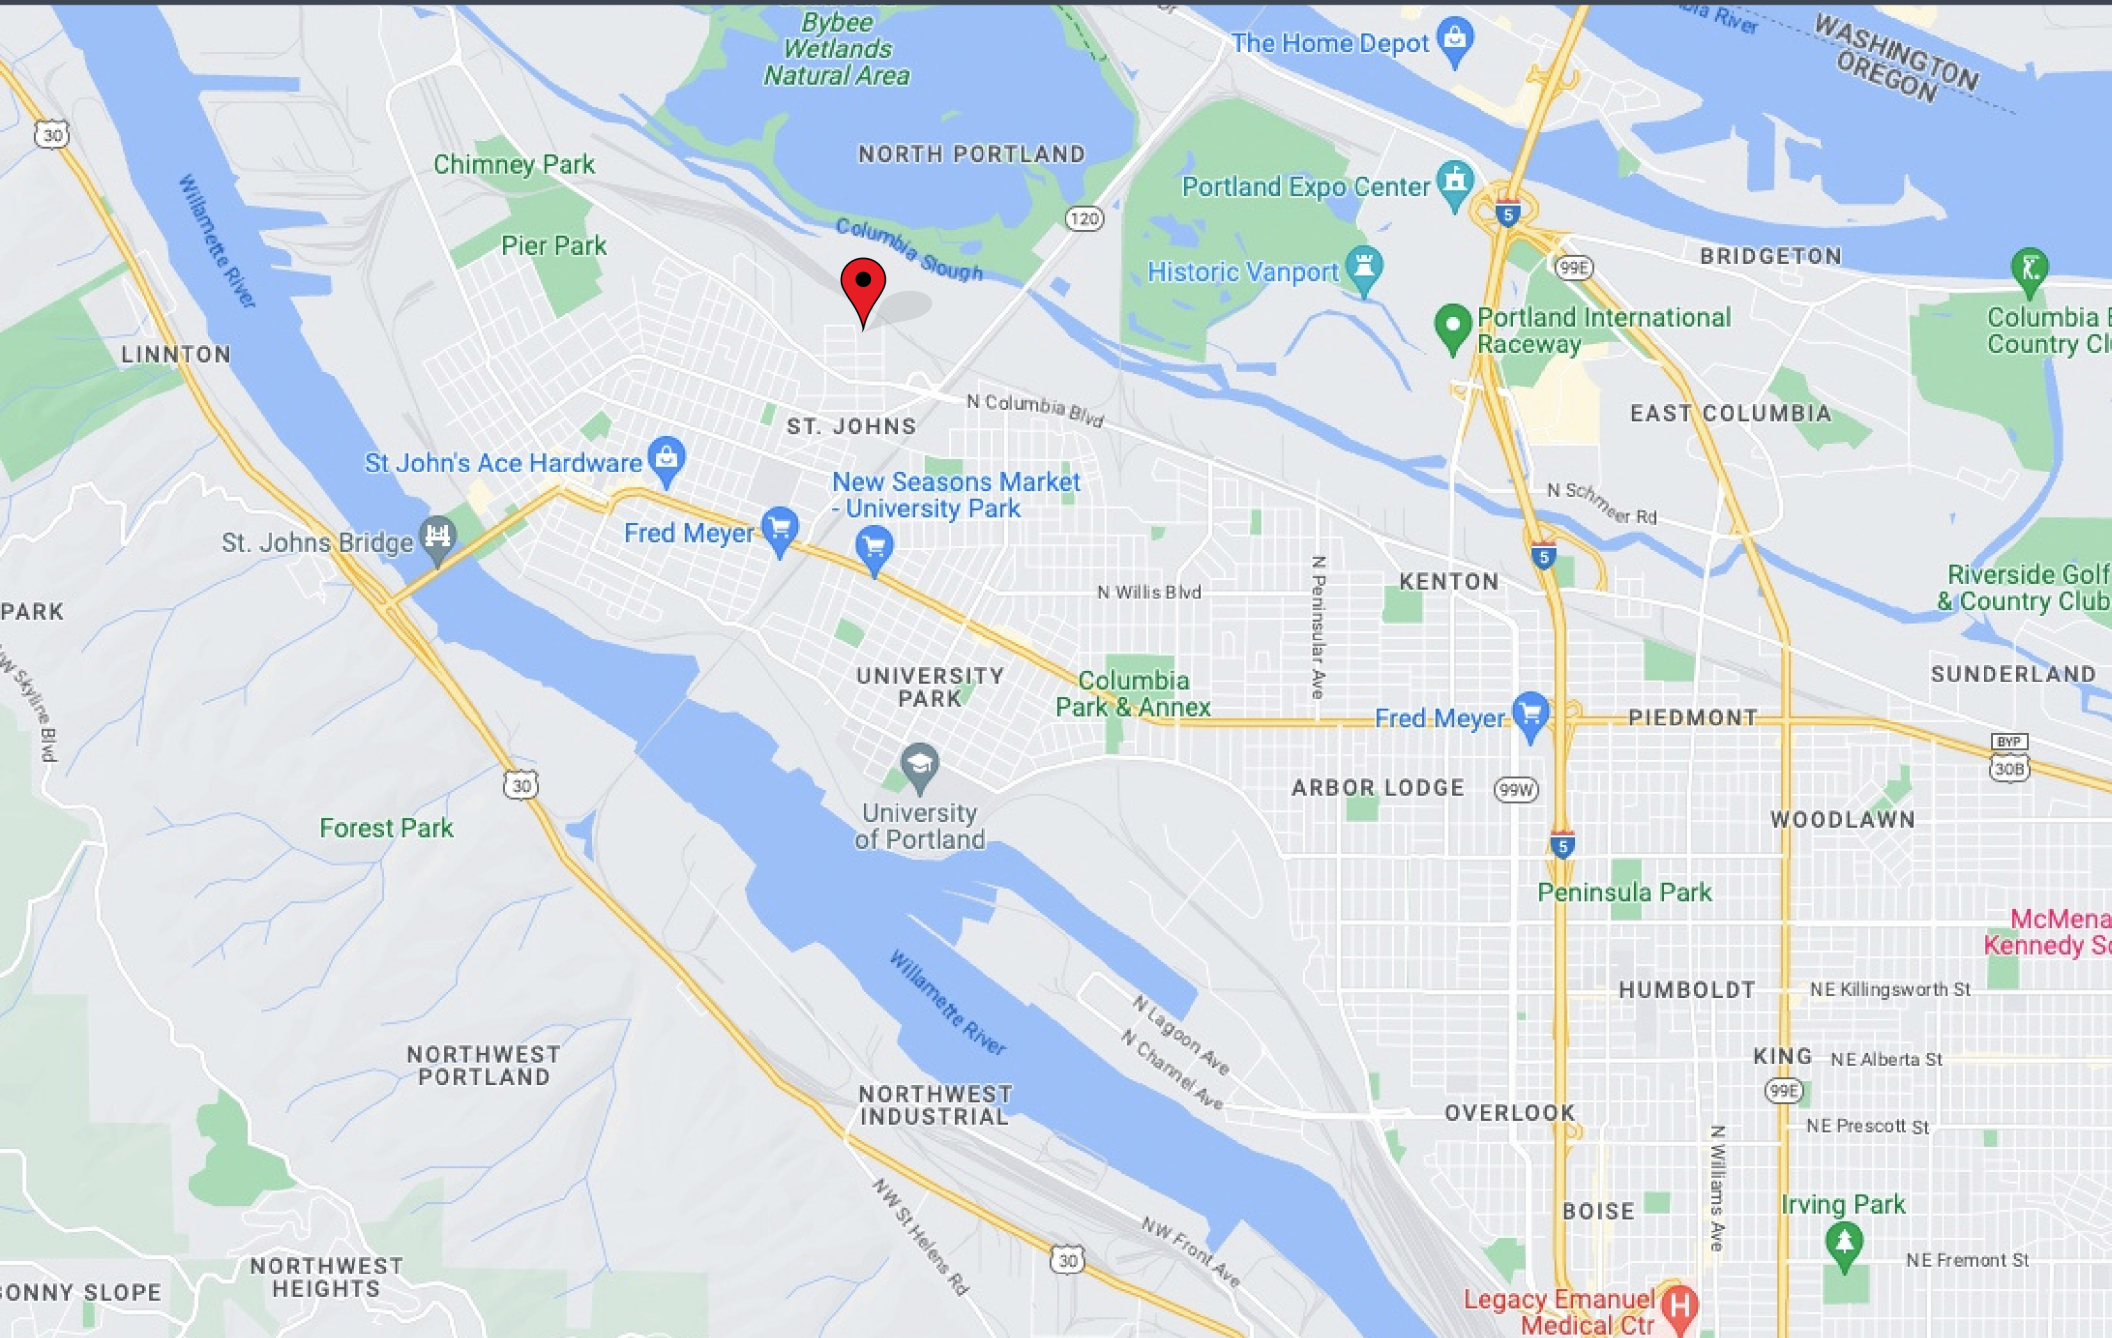 Bybee
Wetlands
Natural Area
The Home Depot
bia River
WASHINGTON
OREGON
30
Chimney Park
NORTH PORTLAND
Portland Expo Center
Willamette River
Pier Park
Columbia Slough
120
5
BRIDGETON
Historic Vanport
99E
Portland International
Raceway
Columbia E
Country Cl
LINNTON
N Columbia Blvd
EAST COLUMBIA
ST. JOHNS
St John's Ace Hardware
New Seasons Market
- University Park
N Schmeer Rd
Fred Meyer
St. Johns Bridge
5
N Willis Blvd
N Peninsular Ave
KENTON
Riverside Golf
& Country Club
PARK
NW Skyline Blvd
UNIVERSITY
PARK
Columbia
Park & Annex
SUNDERLAND
Fred Meyer
PIEDMONT
BYP
30B
30
ARBOR LODGE
99W
University
of Portland
WOODLAWN
Forest Park
5
Peninsula Park
McMena
Kennedy Sc
Willamette River
HUMBOLDT
NE Killingsworth St
N Lagoon Ave
N Channel Ave
NORTHWEST
PORTLAND
KING
NE Alberta St
99E
NORTHWEST
INDUSTRIAL
OVERLOOK
NE Prescott St
N Williams Ave
NW St Helens Rd
BOISE
Irving Park
NW Front Ave
30
NE Fremont St
NORTHWEST
HEIGHTS
BONNY SLOPE
Legacy Emanuel
Medical Ctr
H